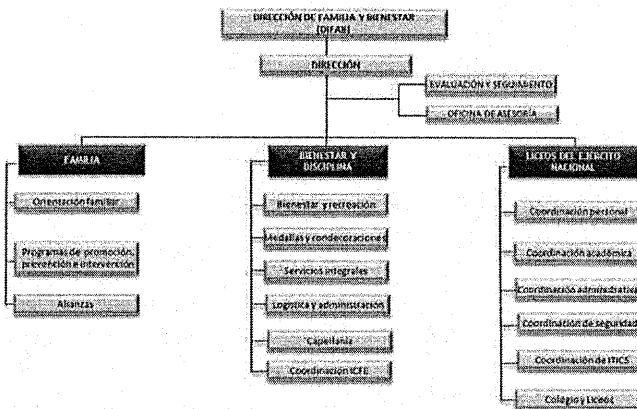 DIRECCIÓN DE FAMILIA Y BIENESTAR
(DIFAB)
DIRECCIÓN
EVALUACIÓN Y SEGUIMIENTO
OFICINA DE ASESORÍA
FAMILIA
Orientación familiar
Programas de promoción,
prevención e intervención
Alianzas
BIENESTAR Y
DISCIPLINA
Bienestar y recreación
Medallas y condecoraciones
Servicios integrales
Logística y administración
Capellanía
Coordinación ICFE
LICEOS DEL EJERCITO
NACIONAL
Coordinación personal
Coordinación académica
Coordinación administrativa
Coordinación de seguridad
Coordinación de ITICS
Colegio y Liceos